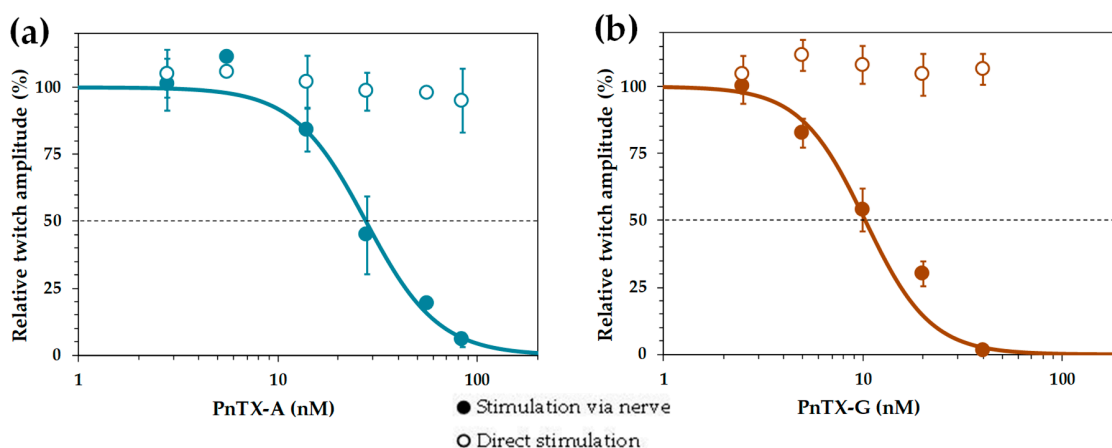 (a)
(b)
Relative twitch amplitude (%)
100
75
50
25
0
1
10
100
PnTX-A (nM)
Relative twitch amplitude (%)
100
75
50
25
0
1
10
100
PnTX-G (nM)
Stimulation via nerve
Direct stimulation